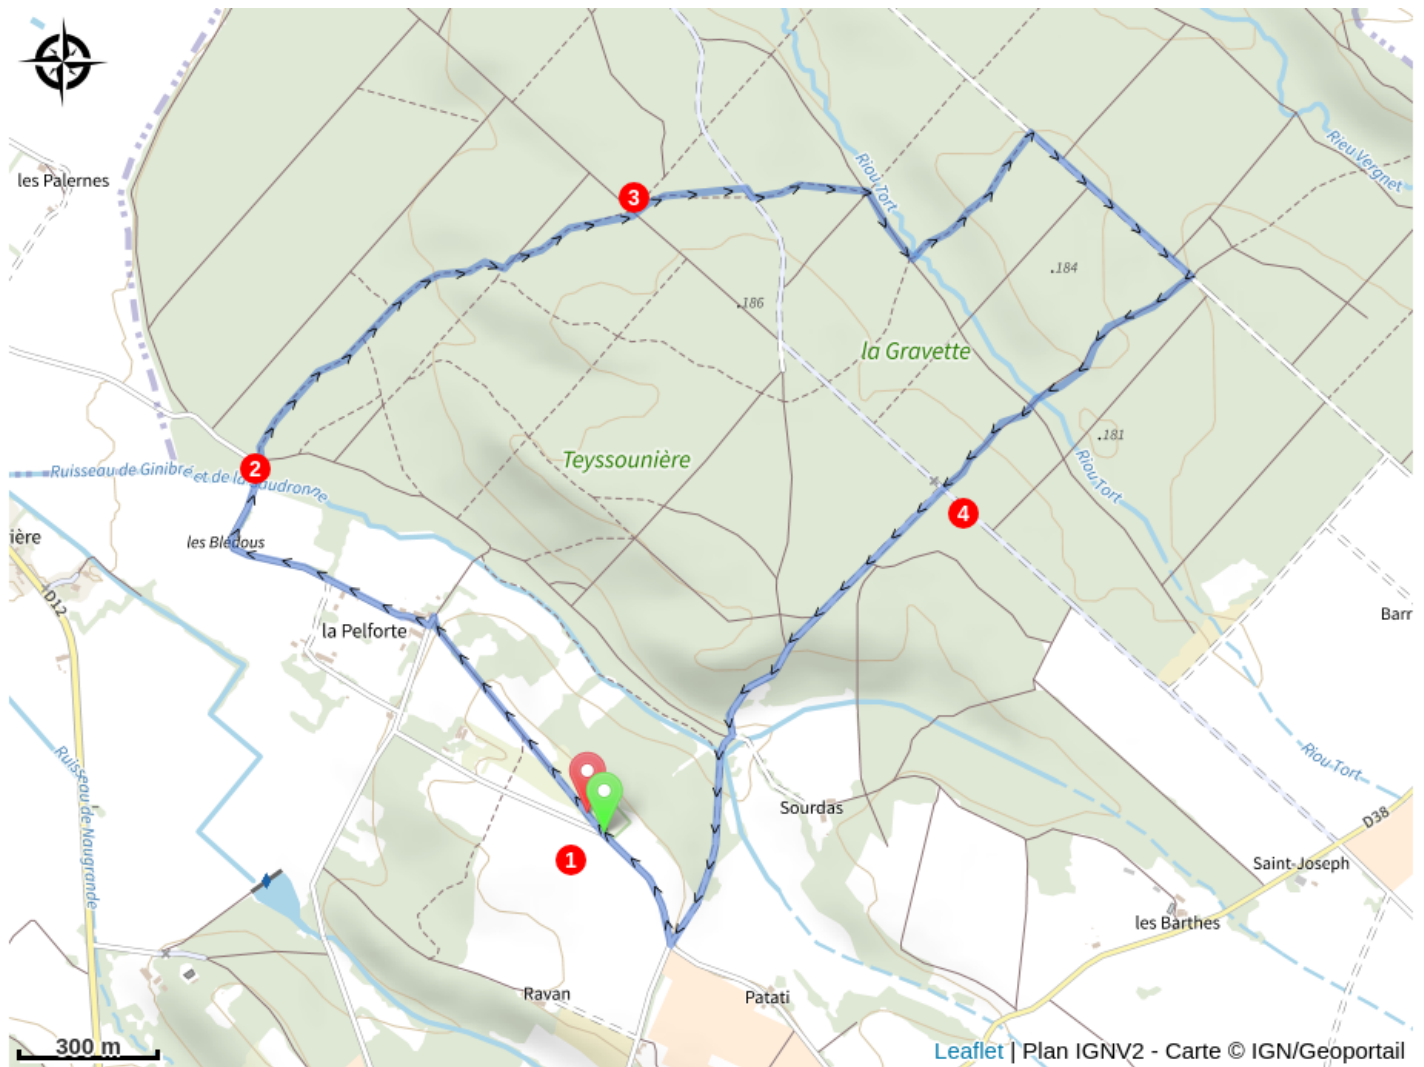 les Palernes
Riou Tort
Rieu Vergnet
3
.184
.186
la Gravette
.181
Teyssounière
2
Ruisseau de Ginibré et de la
Riou Tort
4
ière
les Blédous
D12
la Pelforte
Barr
Ruisseau de Naugrande
Riou Tort
Sourdas
D38
1
Saint-Joseph
les Barthes
Ravan
Patati
300 m
Leaflet | Plan IGNV2 - Carte © IGN/Geoportail